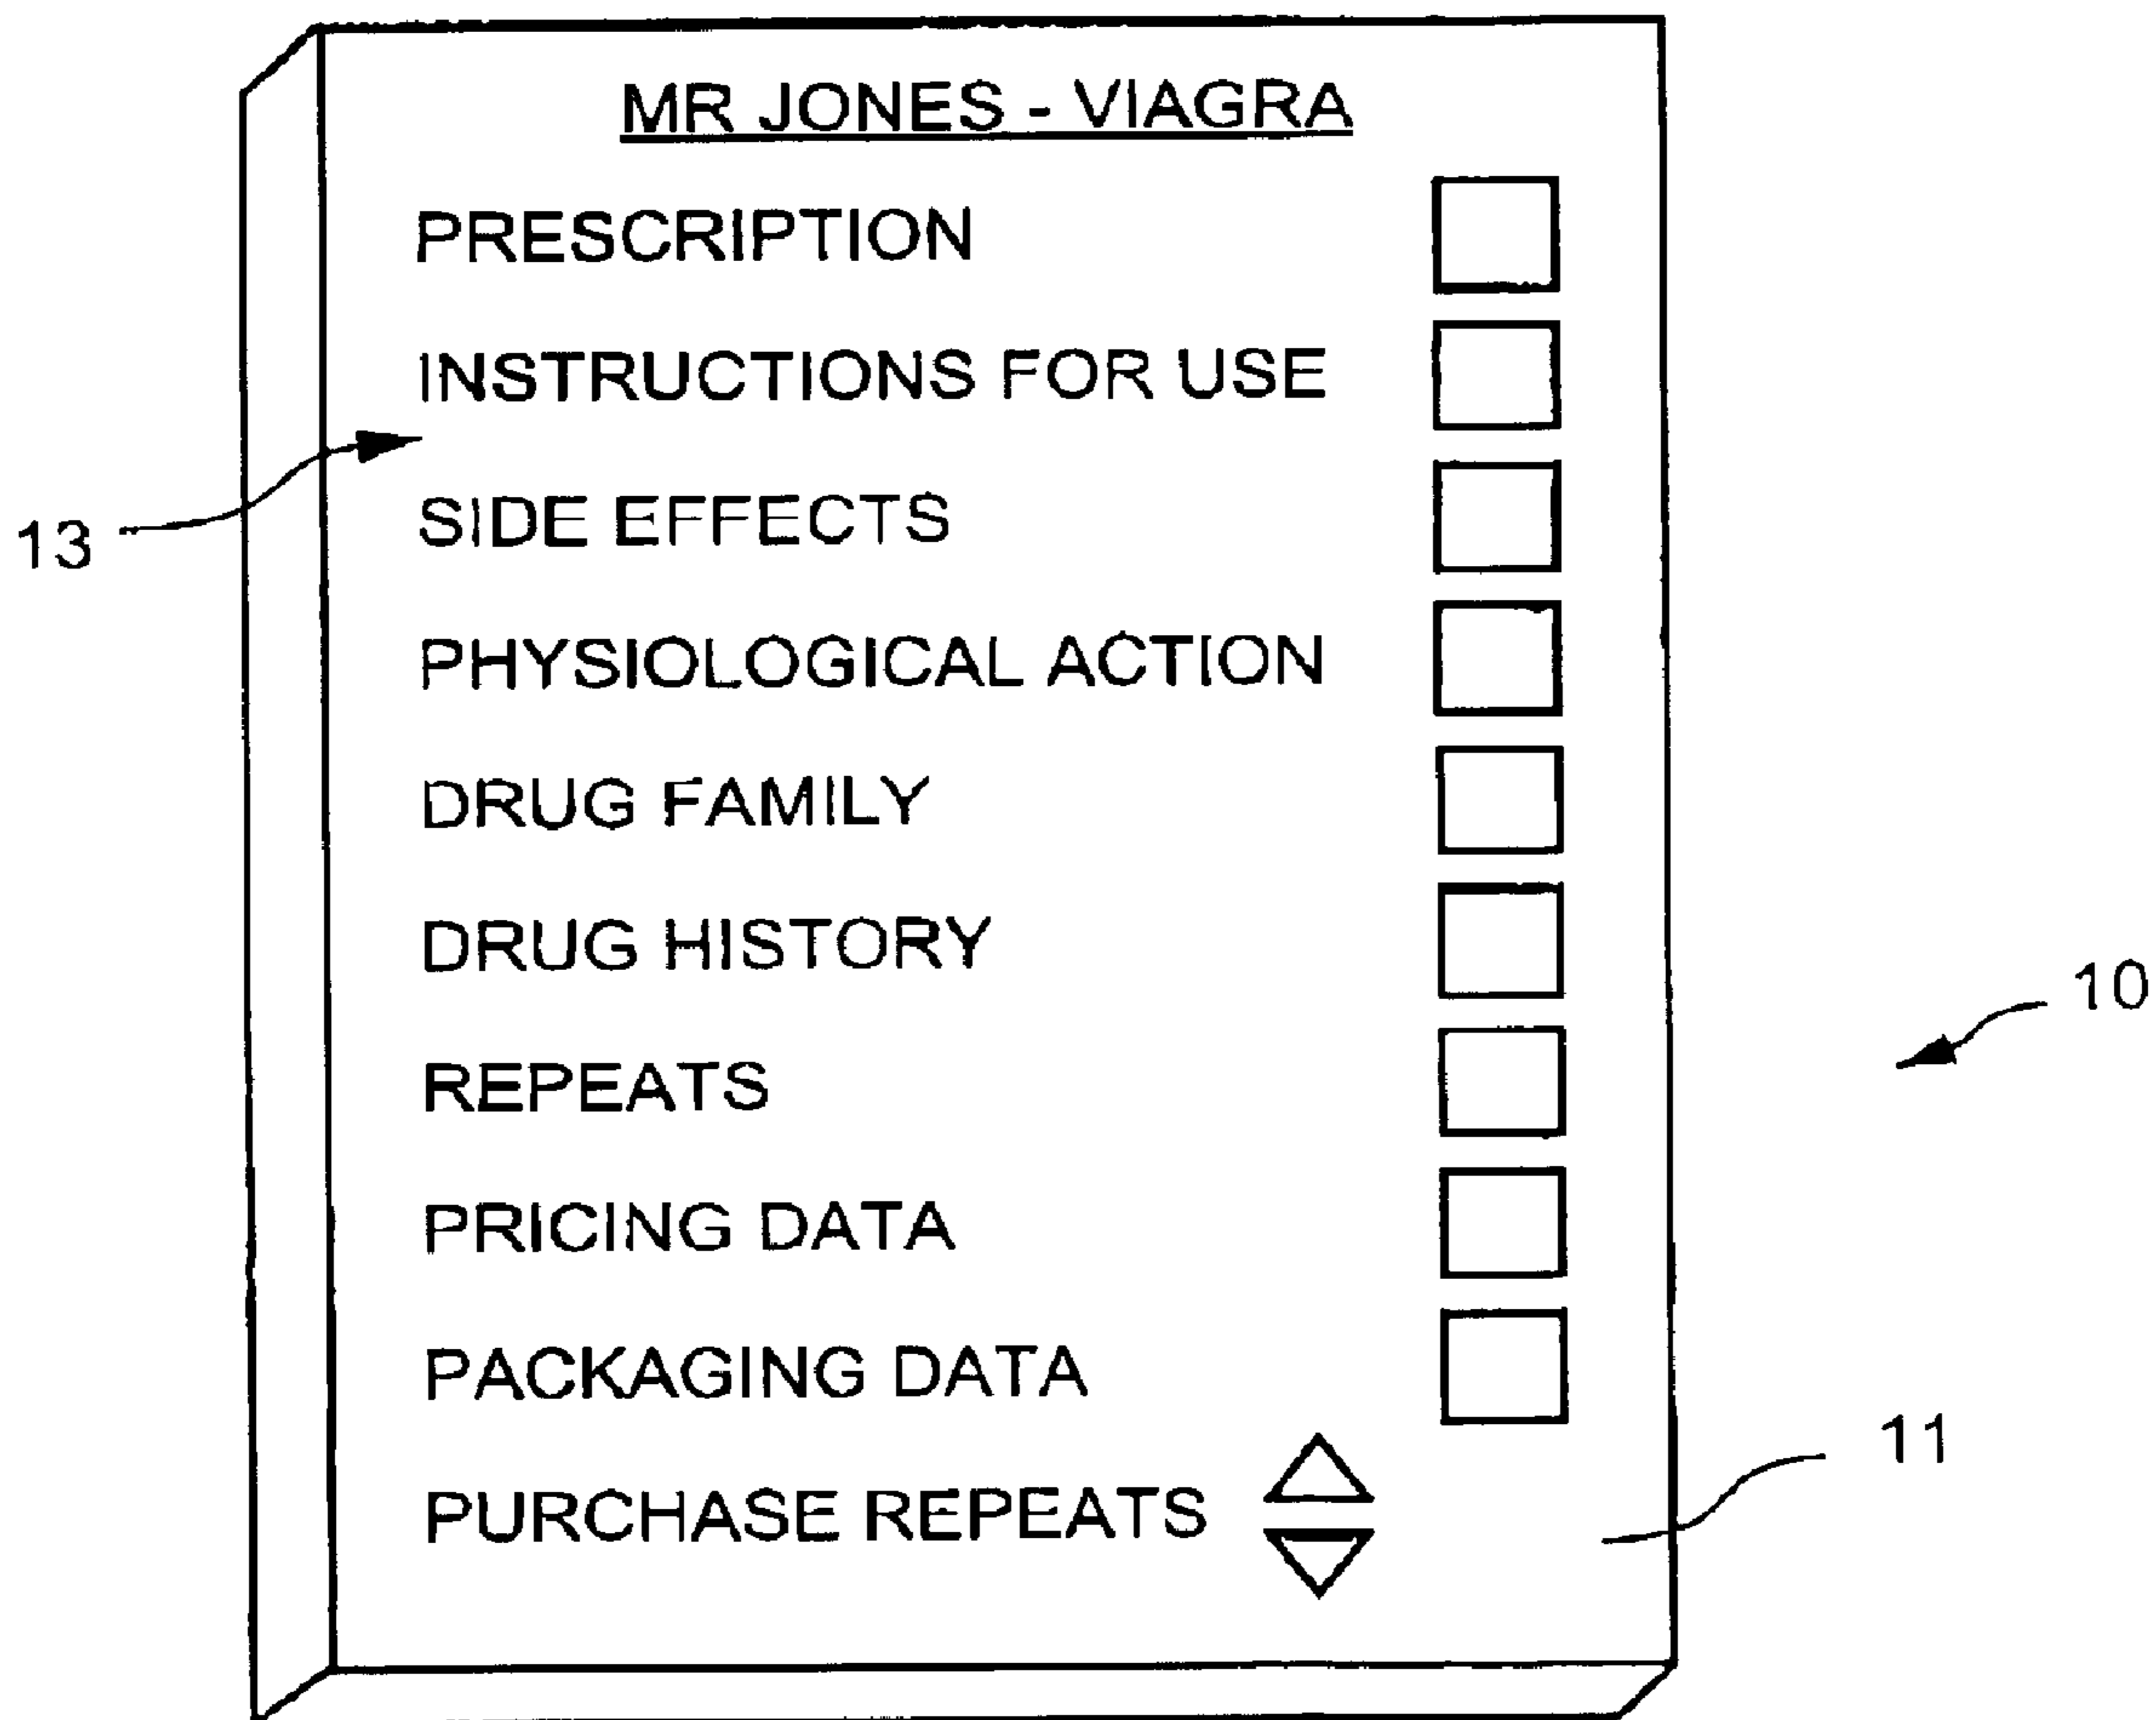 MR JONES - VIAGRA
PRESCRIPTION
INSTRUCTIONS FOR USE
13
SIDE EFFECTS
PHYSIOLOGICAL ACTION
DRUG FAMILY
DRUG HISTORY
10
REPEATS
PRICING DATA
PACKAGING DATA
11
PURCHASE REPEATS